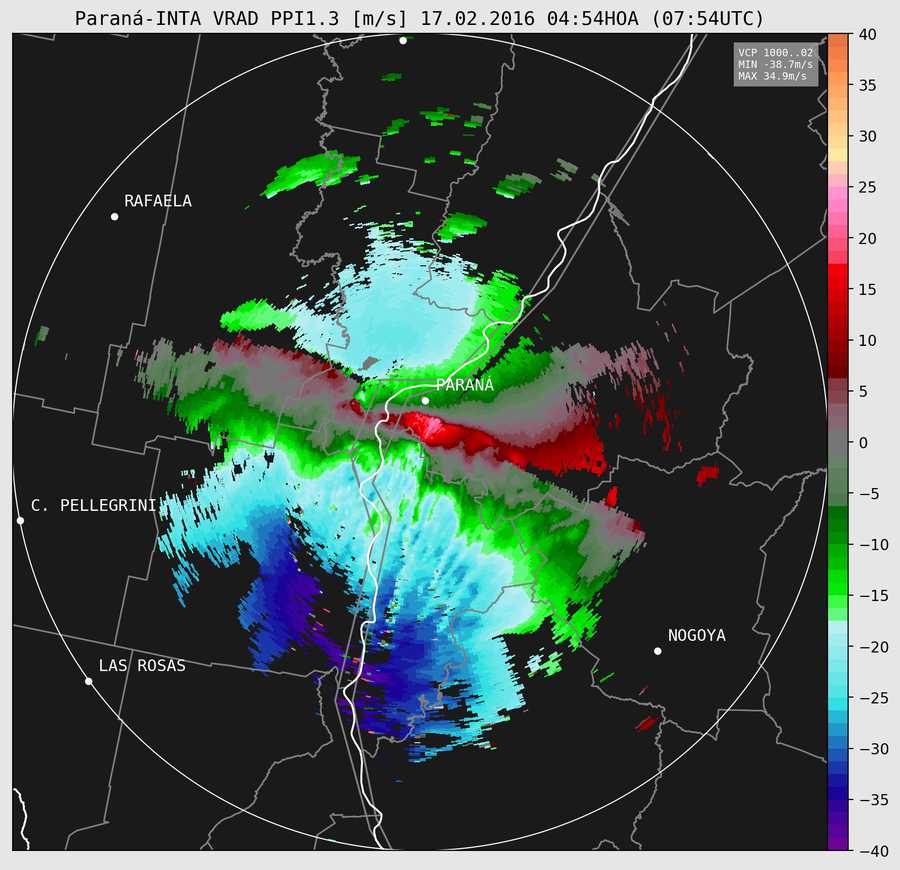 Paraná-INTA VRAD PPI1.3 [m/s] 17.02.2016 04:54HOA (07:54UTC)
VCP 1000..02
MIN -38.7m/s
MAX 34.9m/s
40
35
30
25
20
15
10
5
0
−5
−10
−15
−20
−25
−30
−35
−40
RAFAELA
PARANÁ
C. PELLEGRINI
NOGOYA
LAS ROSAS